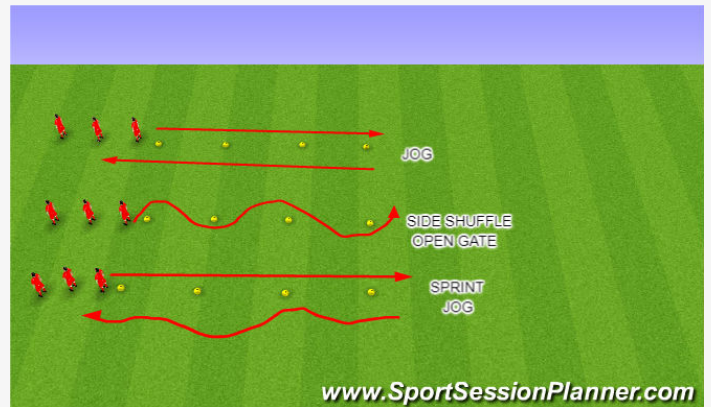 JOG
SIDE SHUFFLE
OPEN GATE
SPRINT
JOG
www.SportSessionPlanner.com